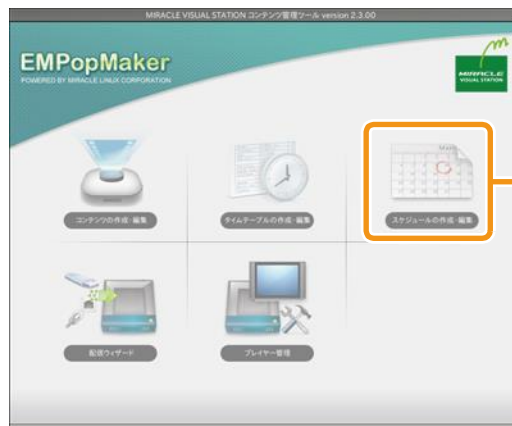 MIRACLE VISUAL STATION コンテンツ管理ツール version 2.3.00
EMPopMaker
POWERED BY MIRACLE LINUX CORPORATION
MIRACLE
VISUAL STATION
コンテンツの作成・編集
タイムテーブルの作成・編集
スケジュールの作成・編集
配信ウィザード
プレイヤー管理